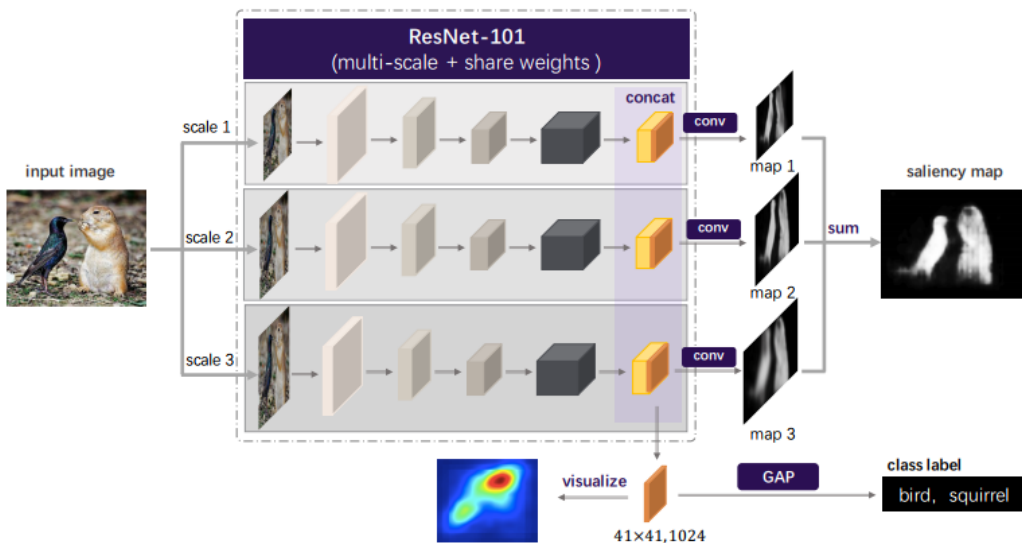 ResNet-101
(multi-scale + share weights )
concat
scale 1
conv
map 1
input image
saliency map
scale 2
conv
sum
map 2
scale 3
conv
map 3
class label
visualize
GAP
bird, squirrel
41×41,1024